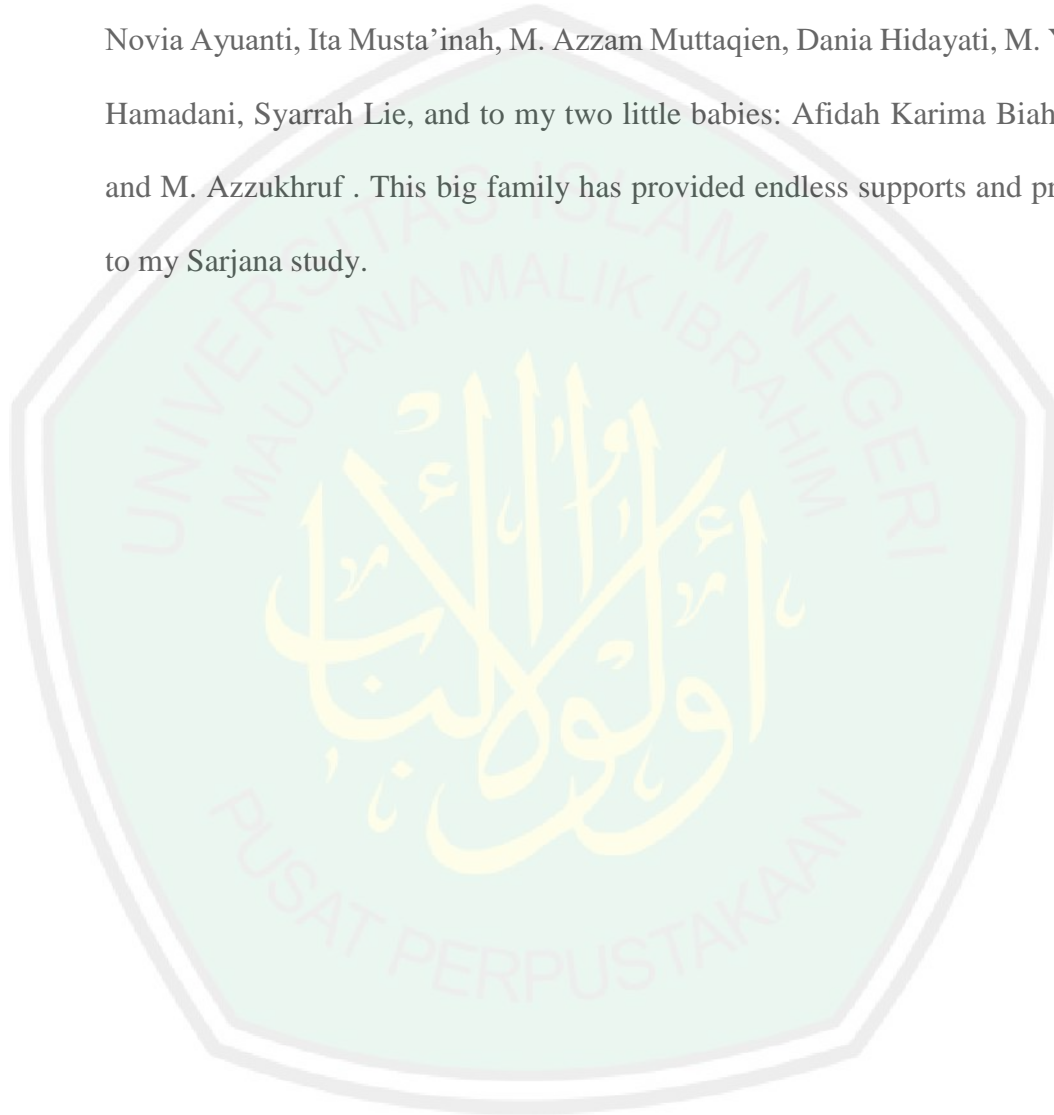 Novia Ayuanti, Ita Musta’inah, M. Azzam Muttaqien, Dania Hidayati, M.
Hamadani, Syarrah Lie, and to my two little babies: Afidah Karima Biah
and M. Azzukhruf . This big family has provided endless supports and
to my Sarjana study.
UNIVERSITAS ISLAM NEGERI
MAULANA MALIK IBRAHIM
أولوا الألباب
PUSAT PERPUSTAKAAN